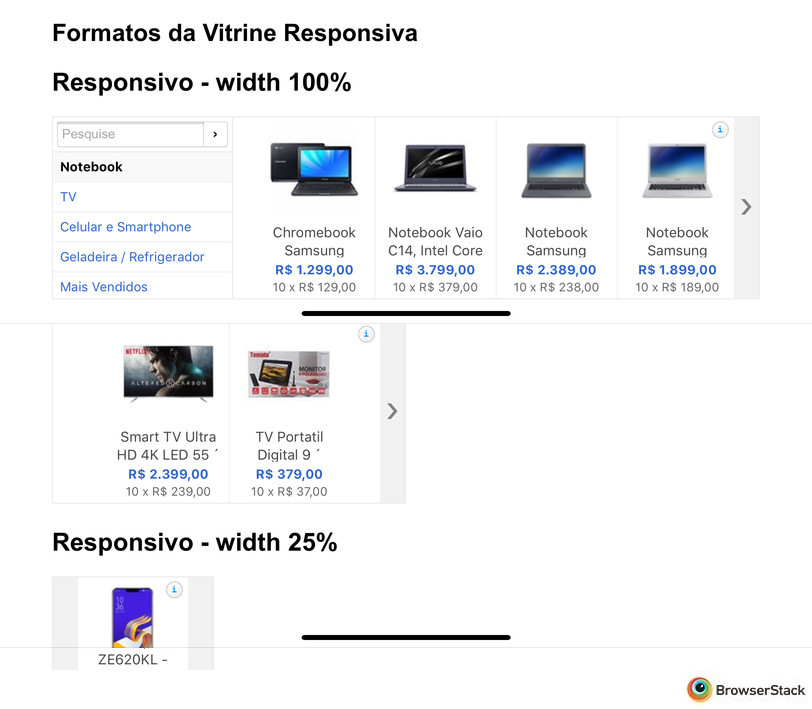 Formatos da Vitrine Responsiva
Responsivo - width 100%
Pesquise
Notebook
TV
Celular e Smartphone
Geladeira / Refrigerador
Mais Vendidos
Chromebook
Samsung
R$ 1.299,00
10 x R$ 129,00
VAIO
Notebook Vaio
C14, Intel Core
R$ 3.799,00
10 x R$ 379,00
Notebook
Samsung
R$ 2.389,00
10 x R$ 238,00
Notebook
Samsung
R$ 1.899,00
10 x R$ 189,00
NETFLIX
ALTERED CARBON
Smart TV Ultra
HD 4K LED 55 ´
R$ 2.399,00
10 x R$ 239,00
Tomate
MONITOR
TV Portatil
Digital 9 ´
R$ 379,00
10 x R$ 37,00
Responsivo - width 25%
10
36
ZE620KL -
BrowserStack